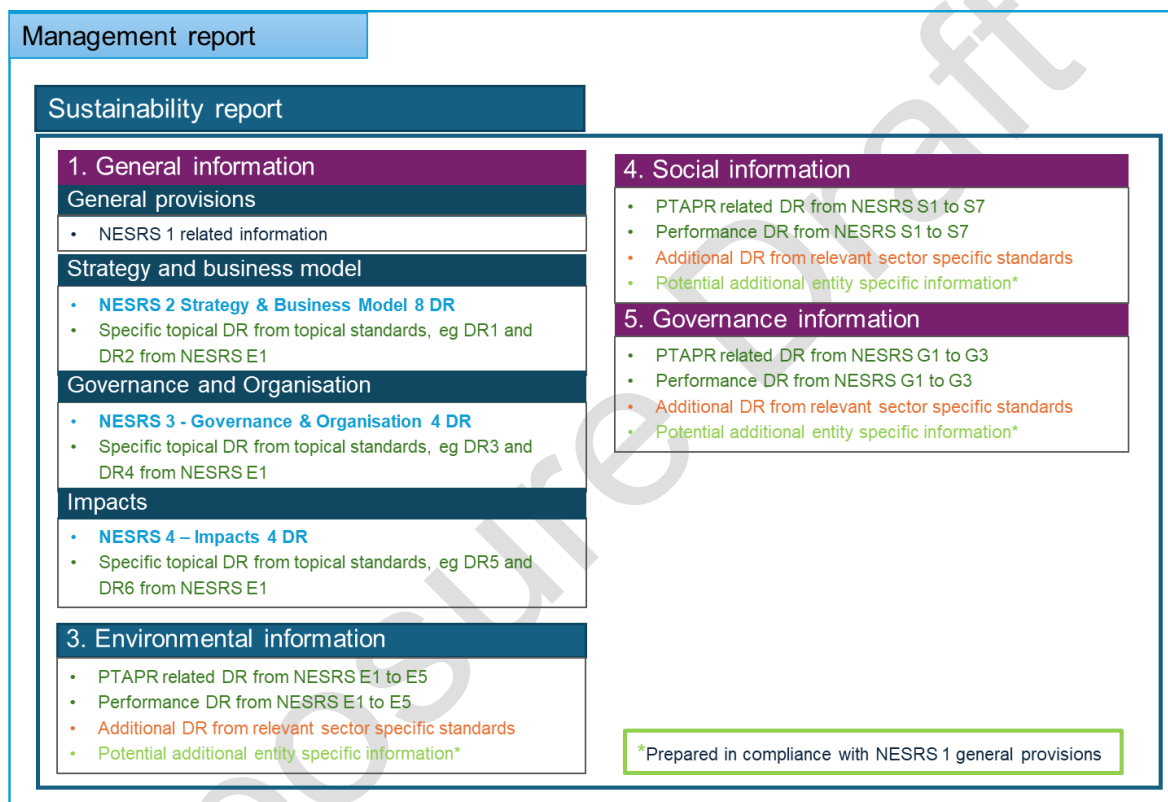 Management report
Sustainability report
1. General information
General provisions
• NESRS 1 related information
Strategy and business model
• NESRS 2 Strategy & Business Model 8 DR
• Specific topical DR from topical standards, eg DR1 and
DR2 from NESRS E1
Governance and Organisation
• NESRS 3 - Governance & Organisation 4 DR
• Specific topical DR from topical standards, eg DR3 and
DR4 from NESRS E1
Impacts
• NESRS 4 – Impacts 4 DR
• Specific topical DR from topical standards, eg DR5 and
DR6 from NESRS E1
3. Environmental information
• PTAPR related DR from NESRS E1 to E5
• Performance DR from NESRS E1 to E5
• Additional DR from relevant sector specific standards
• Potential additional entity specific information*
4. Social information
• PTAPR related DR from NESRS S1 to S7
• Performance DR from NESRS S1 to S7
• Additional DR from relevant sector specific standards
• Potential additional entity specific information*
5. Governance information
• PTAPR related DR from NESRS G1 to G3
• Performance DR from NESRS G1 to G3
• Additional DR from relevant sector specific standards
• Potential additional entity specific information*
*Prepared in compliance with NESRS 1 general provisions
posure Draft